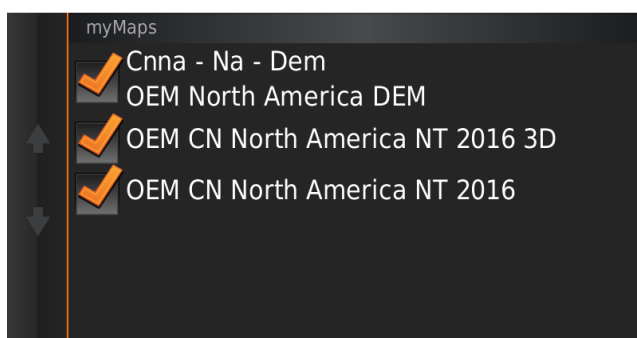 myMaps
Cnna - Na - Dem
OEM North America DEM
OEM CN North America NT 2016 3D
OEM CN North America NT 2016